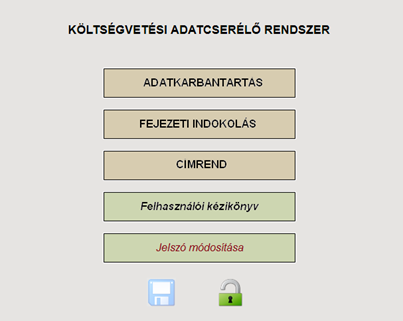 KÖLTSÉGVETÉSI ADATCSERÉLŐ RENDSZER
ADATKARBANTARTAS
FEJEZETI INDOKOLÁS
CIMREND
Felhasználói kézikönyv
Jelszó módosítása